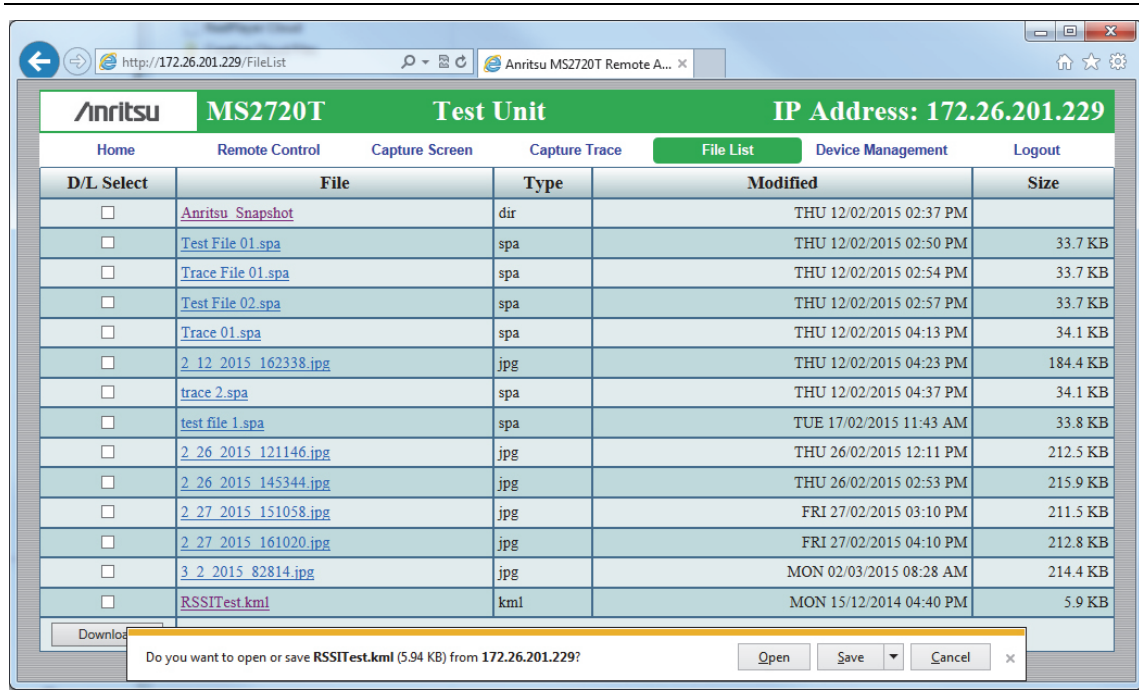 http://172.26.201.229/FileList
Anritsu MS2720T Remote A...
Anritsu MS2720T Test Unit IP Address: 172.26.201.229
Home Remote Control Capture Screen Capture Trace File List Device Management Logout
D/L Select File Type Modified Size
Anritsu_Snapshot dir THU 12/02/2015 02:37 PM
Test File 01.spa spa THU 12/02/2015 02:50 PM 33.7 KB
Trace File 01.spa spa THU 12/02/2015 02:54 PM 33.7 KB
Test File 02.spa spa THU 12/02/2015 02:57 PM 33.7 KB
Trace 01.spa spa THU 12/02/2015 04:13 PM 34.1 KB
2_12_2015_162338.jpg jpg THU 12/02/2015 04:23 PM 184.4 KB
trace 2.spa spa THU 12/02/2015 04:37 PM 34.1 KB
test file 1.spa spa TUE 17/02/2015 11:43 AM 33.8 KB
2_26_2015_121146.jpg jpg THU 26/02/2015 12:11 PM 212.5 KB
2_26_2015_145344.jpg jpg THU 26/02/2015 02:53 PM 215.9 KB
2_27_2015_151058.jpg jpg FRI 27/02/2015 03:10 PM 211.5 KB
2_27_2015_161020.jpg jpg FRI 27/02/2015 04:10 PM 212.8 KB
3_2_2015_82814.jpg jpg MON 02/03/2015 08:28 AM 214.4 KB
RSSITest.kml kml MON 15/12/2014 04:40 PM 5.9 KB
Downloa
Do you want to open or save RSSITest.kml (5.94 KB) from 172.26.201.229? Open Save Cancel